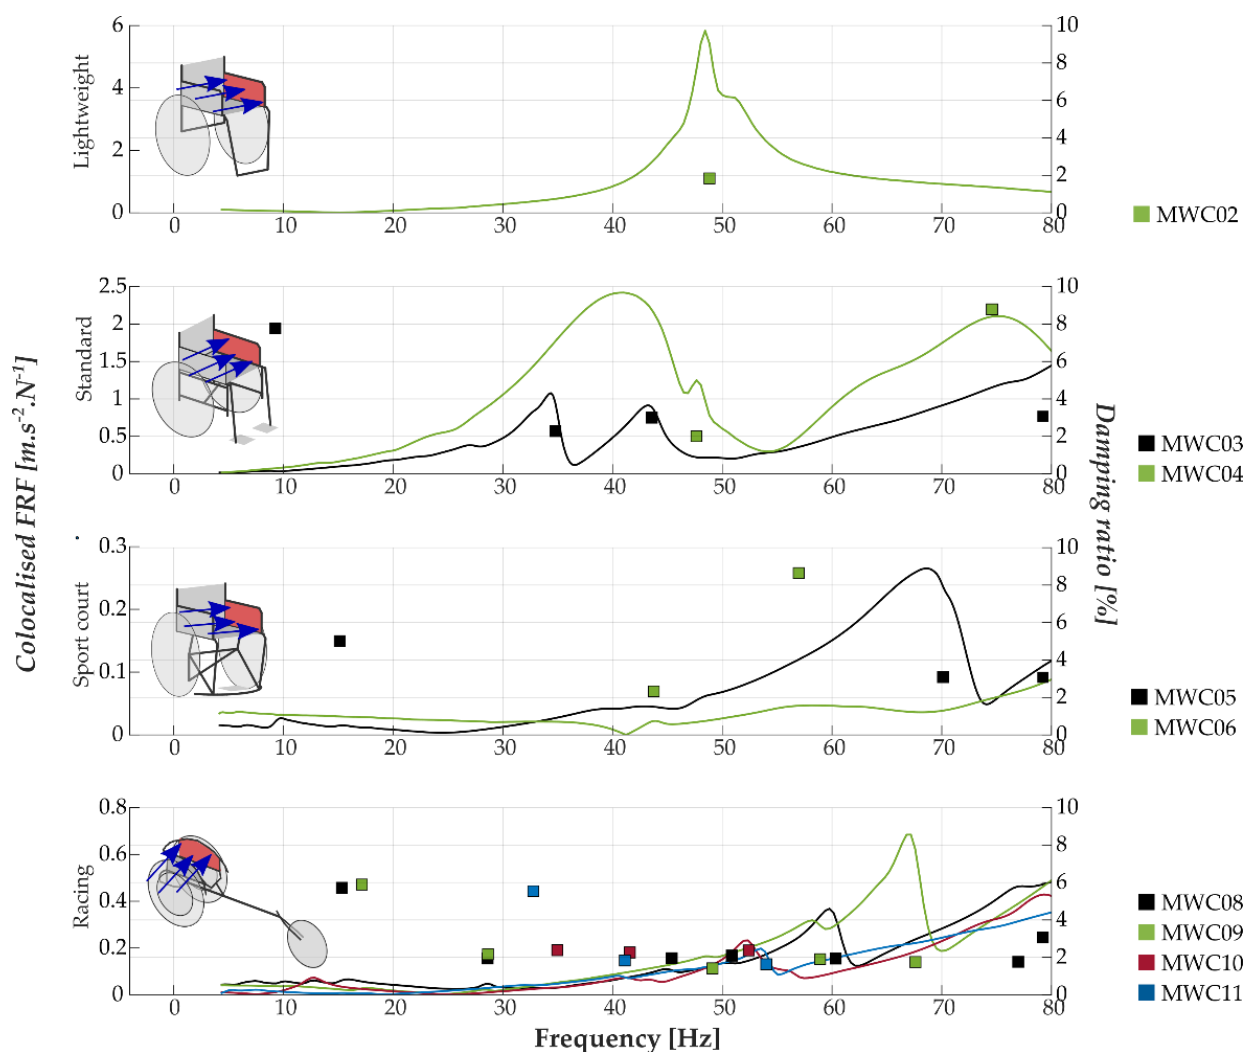 Colocalised FRF [m.s⁻².N⁻¹]
Damping ratio [%]
Lightweight
6
4
2
0
10
8
6
4
2
0
0 10 20 30 40 50 60 70 80
MWC02
Standard
2.5
2
1.5
1
0.5
0
10
8
6
4
2
0
0 10 20 30 40 50 60 70 80
MWC03
MWC04
Sport court
0.3
0.2
0.1
0
10
8
6
4
2
0
0 10 20 30 40 50 60 70 80
MWC05
MWC06
Racing
0.8
0.6
0.4
0.2
0
10
8
6
4
2
0
0 10 20 30 40 50 60 70 80
MWC08
MWC09
MWC10
MWC11
Frequency [Hz]